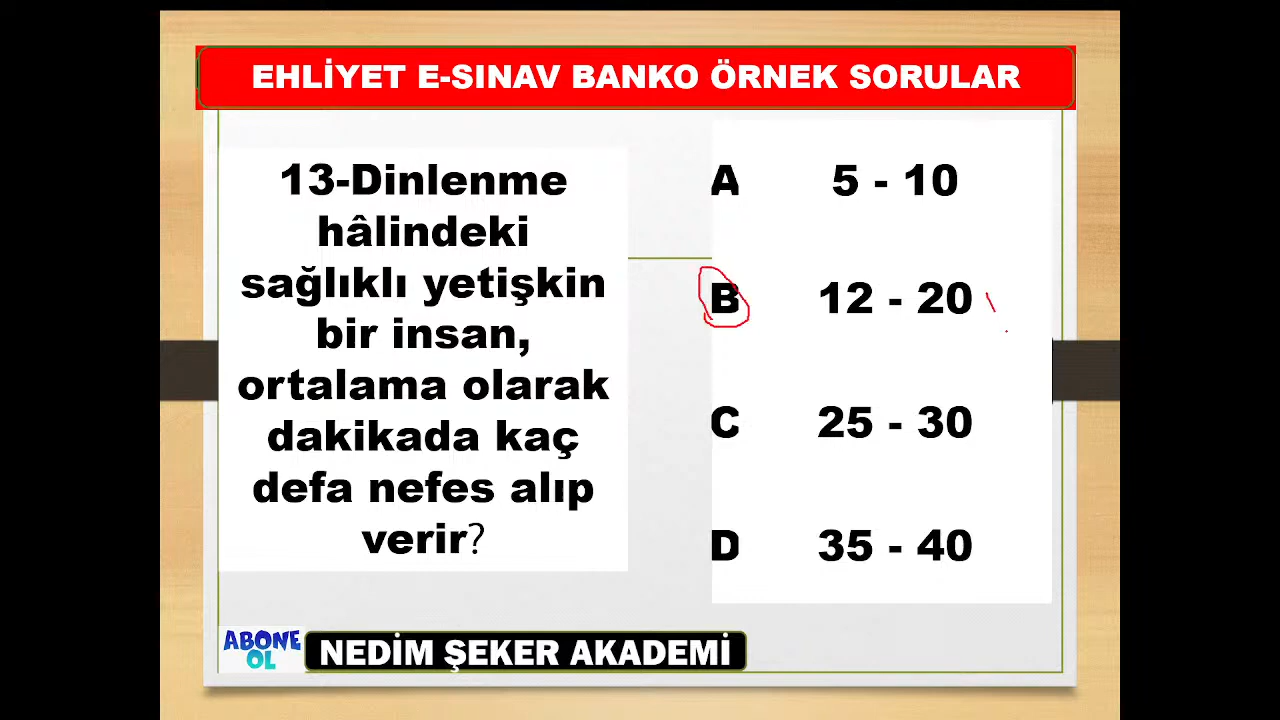 EHLİYET E-SINAV BANKO ÖRNEK SORULAR
13-Dinlenme
hâlindeki
sağlıklı yetişkin
bir insan,
ortalama olarak
dakikada kaç
defa nefes alıp
verir?
A 5 - 10
B 12 - 20
C 25 - 30
D 35 - 40
ABONE
OL
NEDİM ŞEKER AKADEMİ